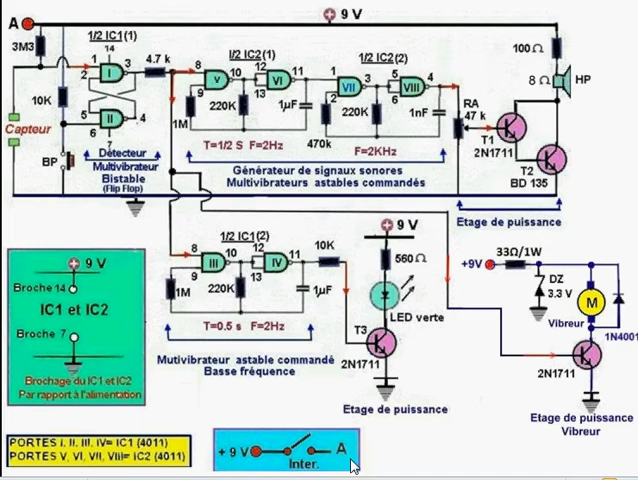 A
9 V
3M3
1/2 IC1(1)
14
1
2
3
I
4.7 k
10K
5
6
4
II
7
Capteur
BP
Détecteur
Multivibrateur
Bistable
(Flip Flop)
1/2 IC2(1)
8
9
10
V
12
13
11
VI
1M
220K
1µF
T=1/2 S F=2Hz
1/2 IC2(2)
1
2
3
VII
5
6
4
VIII
470k
220K
1nF
F=2KHz
Générateur de signaux sonores
Multivibrateurs astables commandés
100 Ω
8 Ω
HP
RA
47 k
T1
2N1711
T2
BD 135
Etage de puissance
1/2 IC1(2)
8
9
10
III
12
13
11
IV
10K
1M
220K
1µF
T=0.5 s F=2Hz
Mutivibrateur astable commandé
Basse fréquence
9 V
560 Ω
LED verte
T3
2N1711
Etage de puissance
+9V
33Ω/1W
DZ
3.3 V
M
Vibreur
1N4001
2N1711
Etage de puissance
Vibreur
9 V
Broche 14
IC1 et IC2
Broche 7
Brochage du IC1 et IC2
Par rapport à l'alimentation
PORTES I, II, III, IV= IC1 (4011)
PORTES V, VI, VII, VIII= IC2 (4011)
+ 9 V
A
Inter.